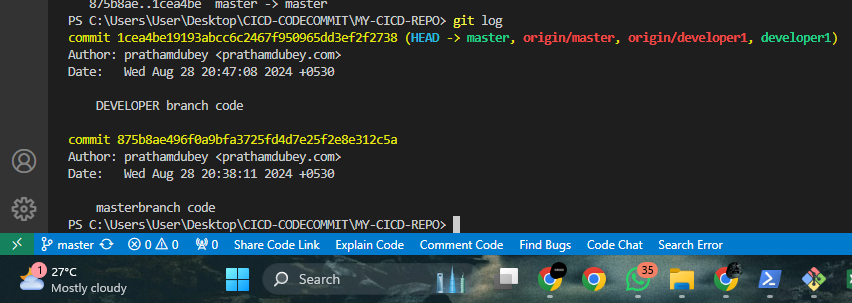 875b8ae..1cea4be  master -> master
PS C:\Users\User\Desktop\CICD-CODECOMMIT\MY-CICD-REPO> git log
commit 1cea4be19193abcc6c2467f950965dd3ef2f2738 (HEAD -> master, origin/master, origin/developer1, developer1)
Author: prathamdubey <prathamdubey.com>
Date:   Wed Aug 28 20:47:08 2024 +0530
DEVELOPER branch code
commit 875b8ae496f0a9bfa3725fd4d7e25f2e8e312c5a
Author: prathamdubey <prathamdubey.com>
Date:   Wed Aug 28 20:38:11 2024 +0530
masterbranch code
PS C:\Users\User\Desktop\CICD-CODECOMMIT\MY-CICD-REPO>
master 0 0 0 Share Code Link Explain Code Comment Code Find Bugs Code Chat Search Error
1 27°C
Mostly cloudy
Search
35